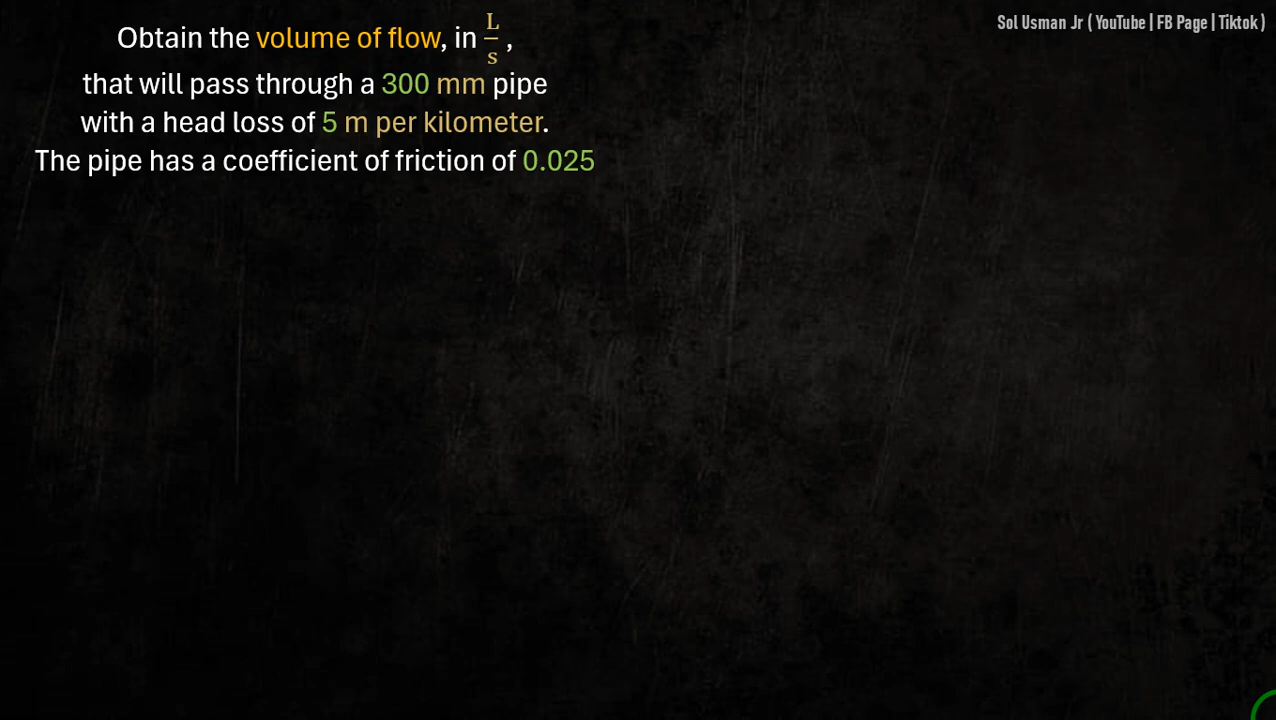 Obtain the volume of flow, in L/s ,
that will pass through a 300 mm pipe
with a head loss of 5 m per kilometer.
The pipe has a coefficient of friction of 0.025
Sol Usman Jr ( YouTube | FB Page | Tiktok )